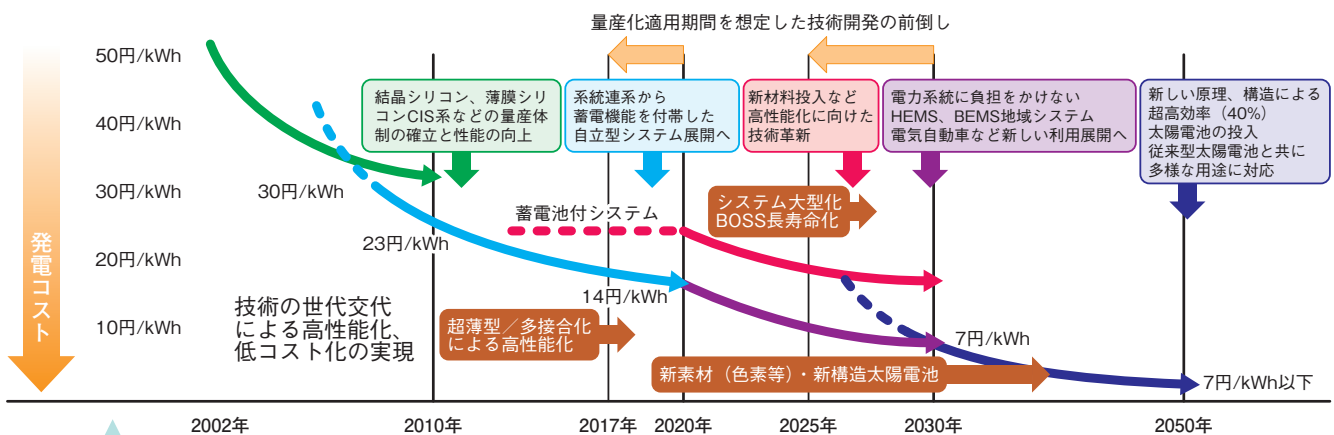 量産化適用期間を想定した技術開発の前倒し
50円/kWh
40円/kWh
30円/kWh
20円/kWh
10円/kWh
発電コスト
結晶シリコン、薄膜シリ
コンCIS系などの量産体
制の確立と性能の向上
系統連系から
蓄電機能を付帯した
自立型システム展開へ
新材料投入など
高性能化に向けた
技術革新
電力系統に負担をかけない
HEMS、BEMS地域システム
電気自動車など新しい利用展開へ
新しい原理、構造による
超高効率（40%）
太陽電池の投入
従来型太陽電池と共に
多様な用途に対応
30円/kWh
23円/kWh
蓄電池付システム
システム大型化
BOSS長寿命化
14円/kWh
技術の世代交代
による高性能化、
低コスト化の実現
超薄型／多接合化
による高性能化
7円/kWh
新素材（色素等）・新構造太陽電池
7円/kWh以下
2002年
2010年
2017年
2020年
2025年
2030年
2050年